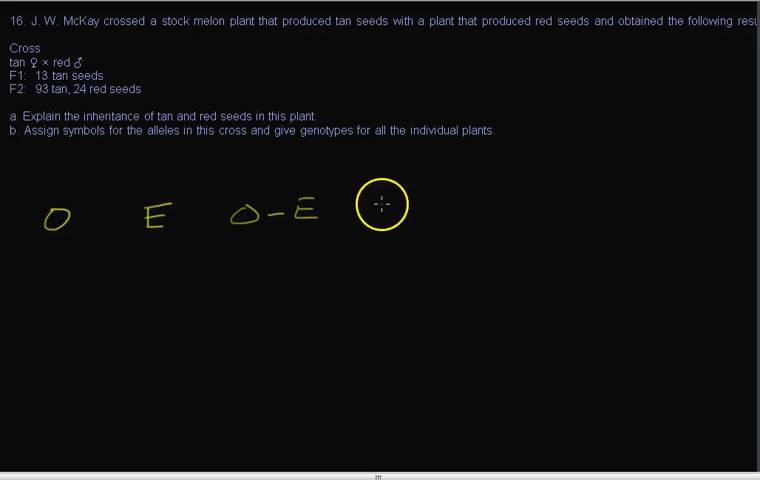 16. J. W. McKay crossed a stock melon plant that produced tan seeds with a plant that produced red seeds and obtained the following
Cross
tan ♀ × red ♂
F1: 13 tan seeds
F2: 93 tan, 24 red seeds
a. Explain the inheritance of tan and red seeds in this plant.
b. Assign symbols for the alleles in this cross and give genotypes for all the individual plants.
O E O-E